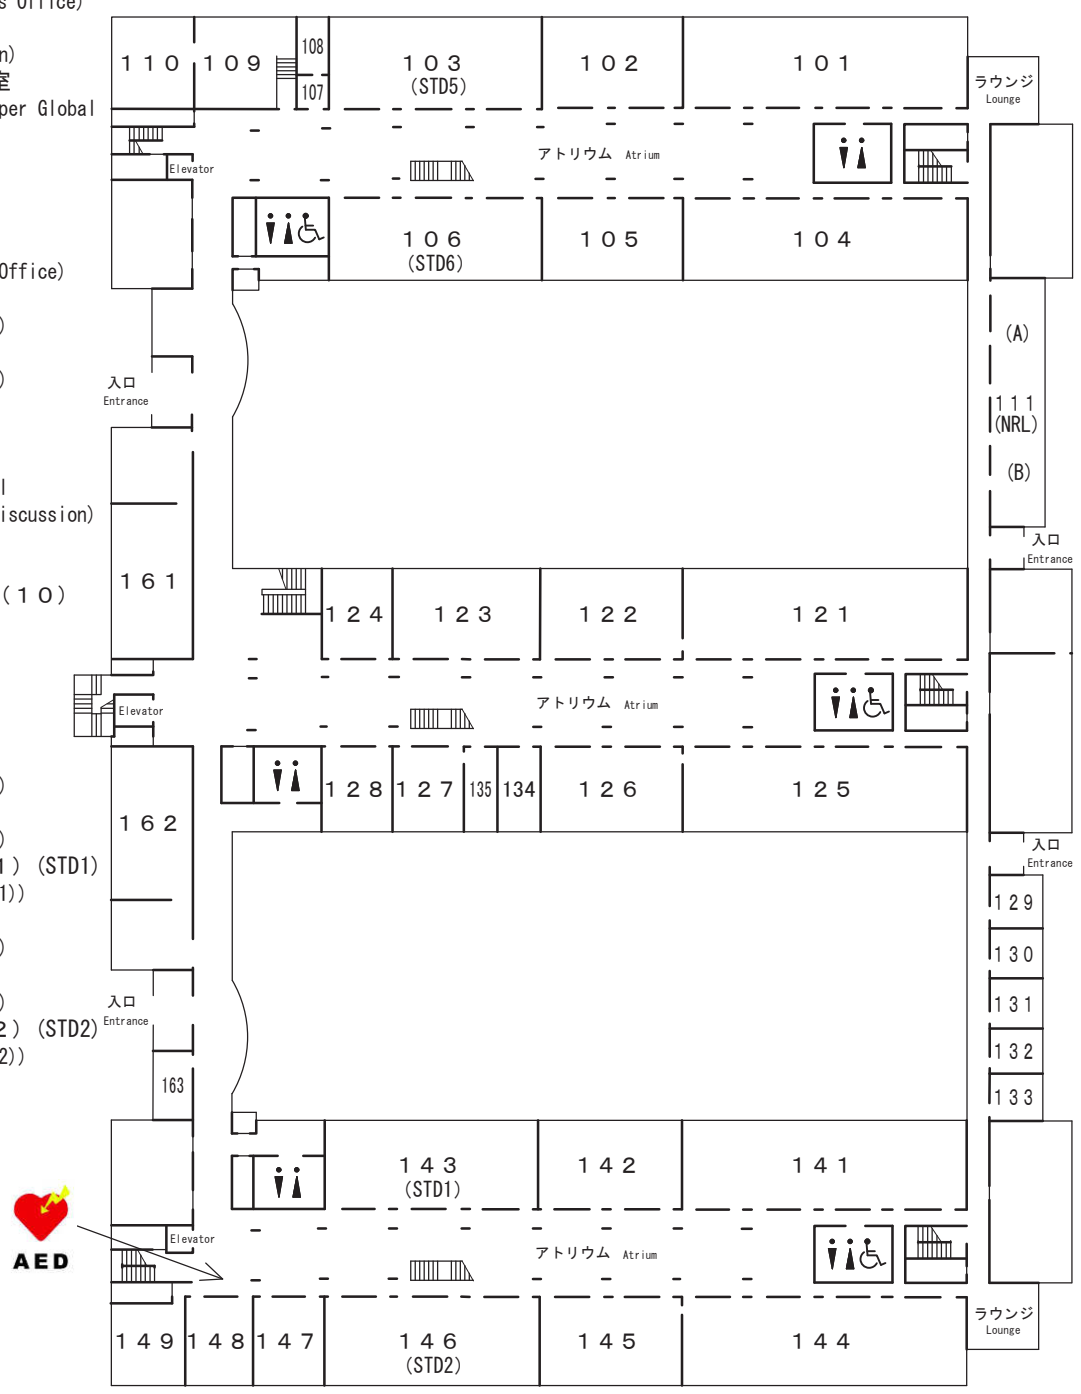 s Office)
n)
室
per Global
Office)
)
)
l
iscussion)
(１０)
)
)
１）(STD1)
1))
)
)
２）(STD2)
2))
１１０
１０９
108
107
１０３
(STD5)
１０２
１０１
ラウンジ
Lounge
アトリウム Atrium
Elevator
１０６
(STD6)
１０５
１０４
入口
Entrance
(A)
１１１
(NRL)
(B)
入口
Entrance
１６１
１２４
１２３
１２２
１２１
アトリウム Atrium
Elevator
１６２
１２８
１２７
135
134
１２６
１２５
入口
Entrance
１２９
１３０
１３１
１３２
１３３
入口
Entrance
163
１４３
(STD1)
１４２
１４１
AED
Elevator
アトリウム Atrium
１４９
１４８
１４７
１４６
(STD2)
１４５
１４４
ラウンジ
Lounge